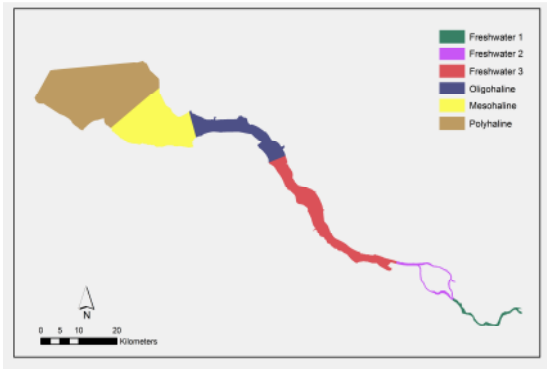 Freshwater 1
Freshwater 2
Freshwater 3
Oligohaline
Mesohaline
Polyhaline
N
0 5 10 20
Kilometers